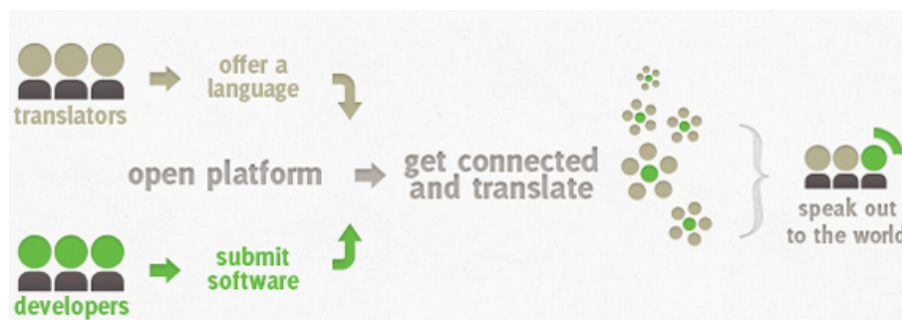 translators
offer a
language
open platform
get connected
and translate
developers
submit
software
speak out
to the world